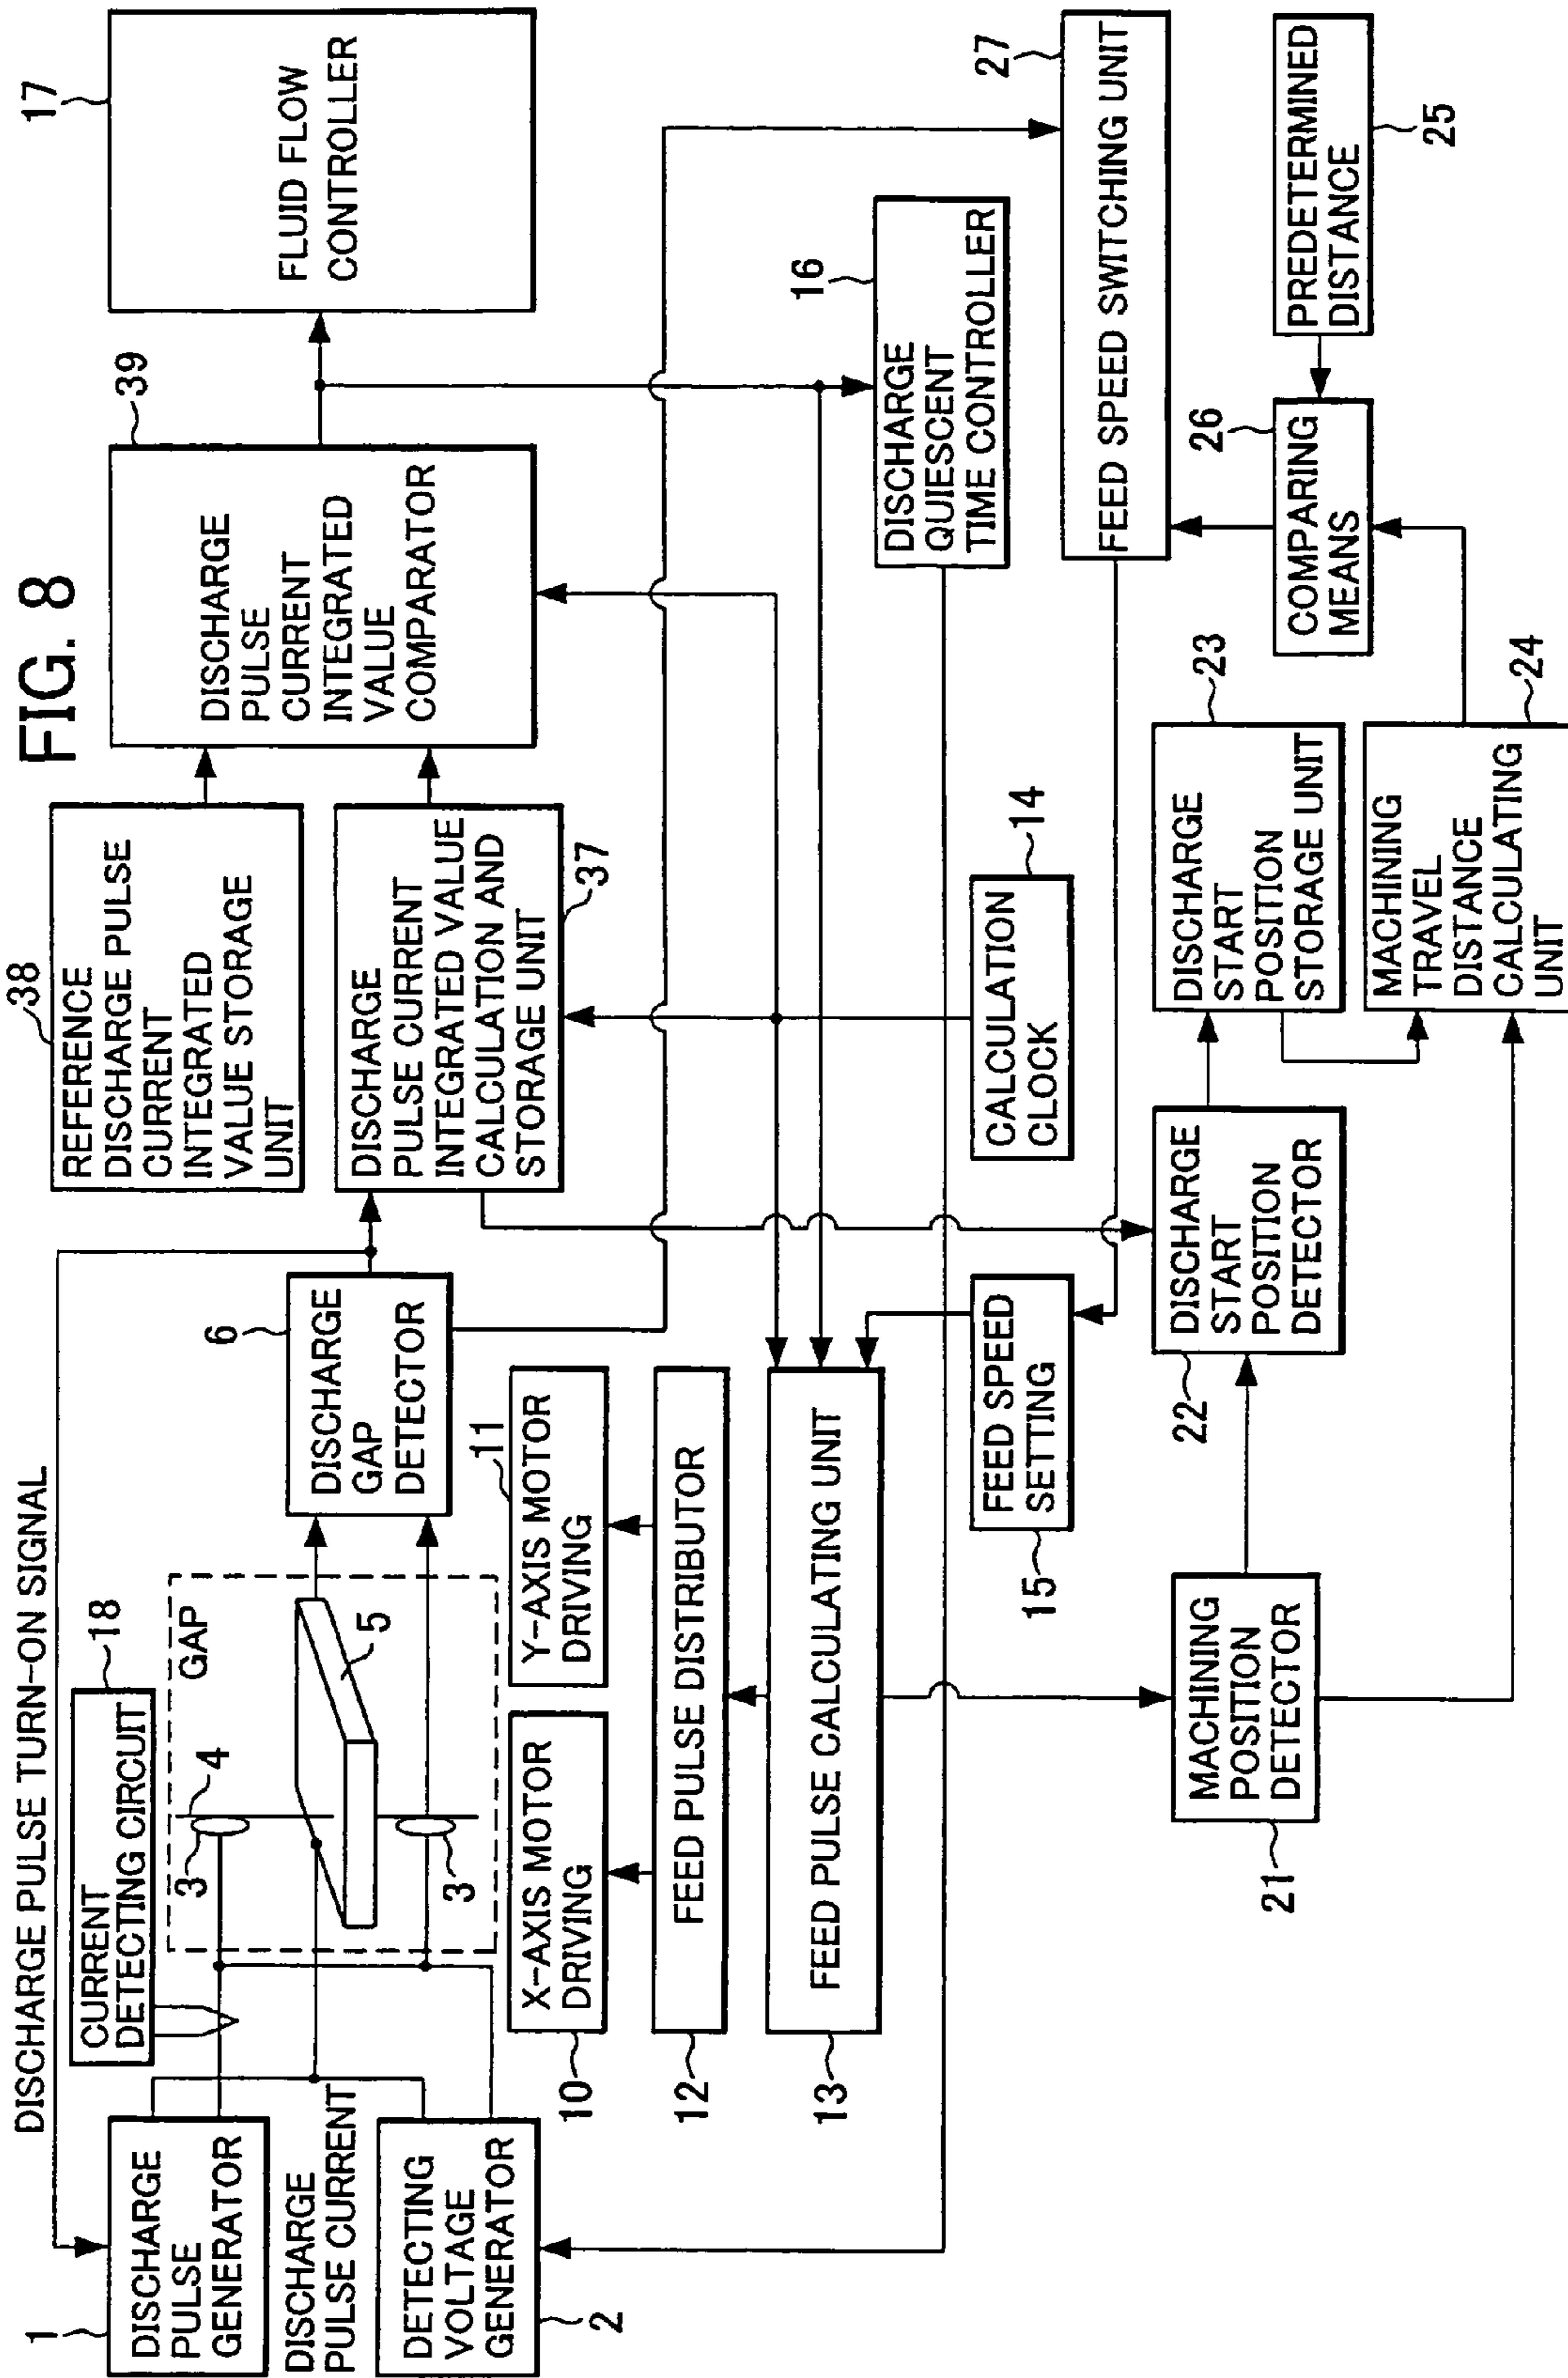 FIG. 8
DISCHARGE PULSE TURN-ON SIGNAL
1
DISCHARGE
PULSE
GENERATOR
DISCHARGE
PULSE CURRENT
DETECTING
VOLTAGE
GENERATOR
2
CURRENT
DETECTING CIRCUIT
18
GAP
3
4
5
3
6
DISCHARGE
GAP
DETECTOR
38
REFERENCE
DISCHARGE PULSE
CURRENT
INTEGRATED
VALUE STORAGE
UNIT
DISCHARGE
PULSE CURRENT
INTEGRATED VALUE
CALCULATION AND
STORAGE UNIT
37
39
DISCHARGE
PULSE
CURRENT
INTEGRATED
VALUE
COMPARATOR
17
FLUID FLOW
CONTROLLER
10
X-AXIS MOTOR
DRIVING
11
Y-AXIS MOTOR
DRIVING
12
FEED PULSE DISTRIBUTOR
13
FEED PULSE CALCULATING UNIT
15
FEED SPEED
SETTING
CALCULATION
CLOCK
14
16
DISCHARGE
QUIESCENT
TIME CONTROLLER
27
FEED SPEED SWITCHING UNIT
21
MACHINING
POSITION
DETECTOR
22
DISCHARGE
START
POSITION
DETECTOR
23
DISCHARGE
START
POSITION
STORAGE UNIT
24
MACHINING
TRAVEL
DISTANCE
CALCULATING
UNIT
26
COMPARING
MEANS
PREDETERMINED
DISTANCE
25